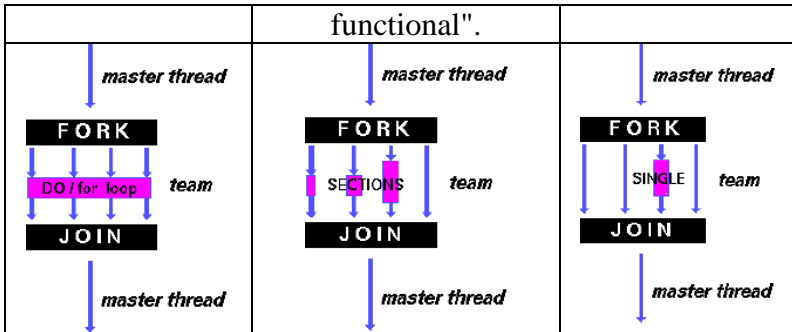 functional".
master thread
FORK
DO / for loop
team
JOIN
master thread
master thread
FORK
SECTIONS
team
JOIN
master thread
master thread
FORK
SINGLE
team
JOIN
master thread